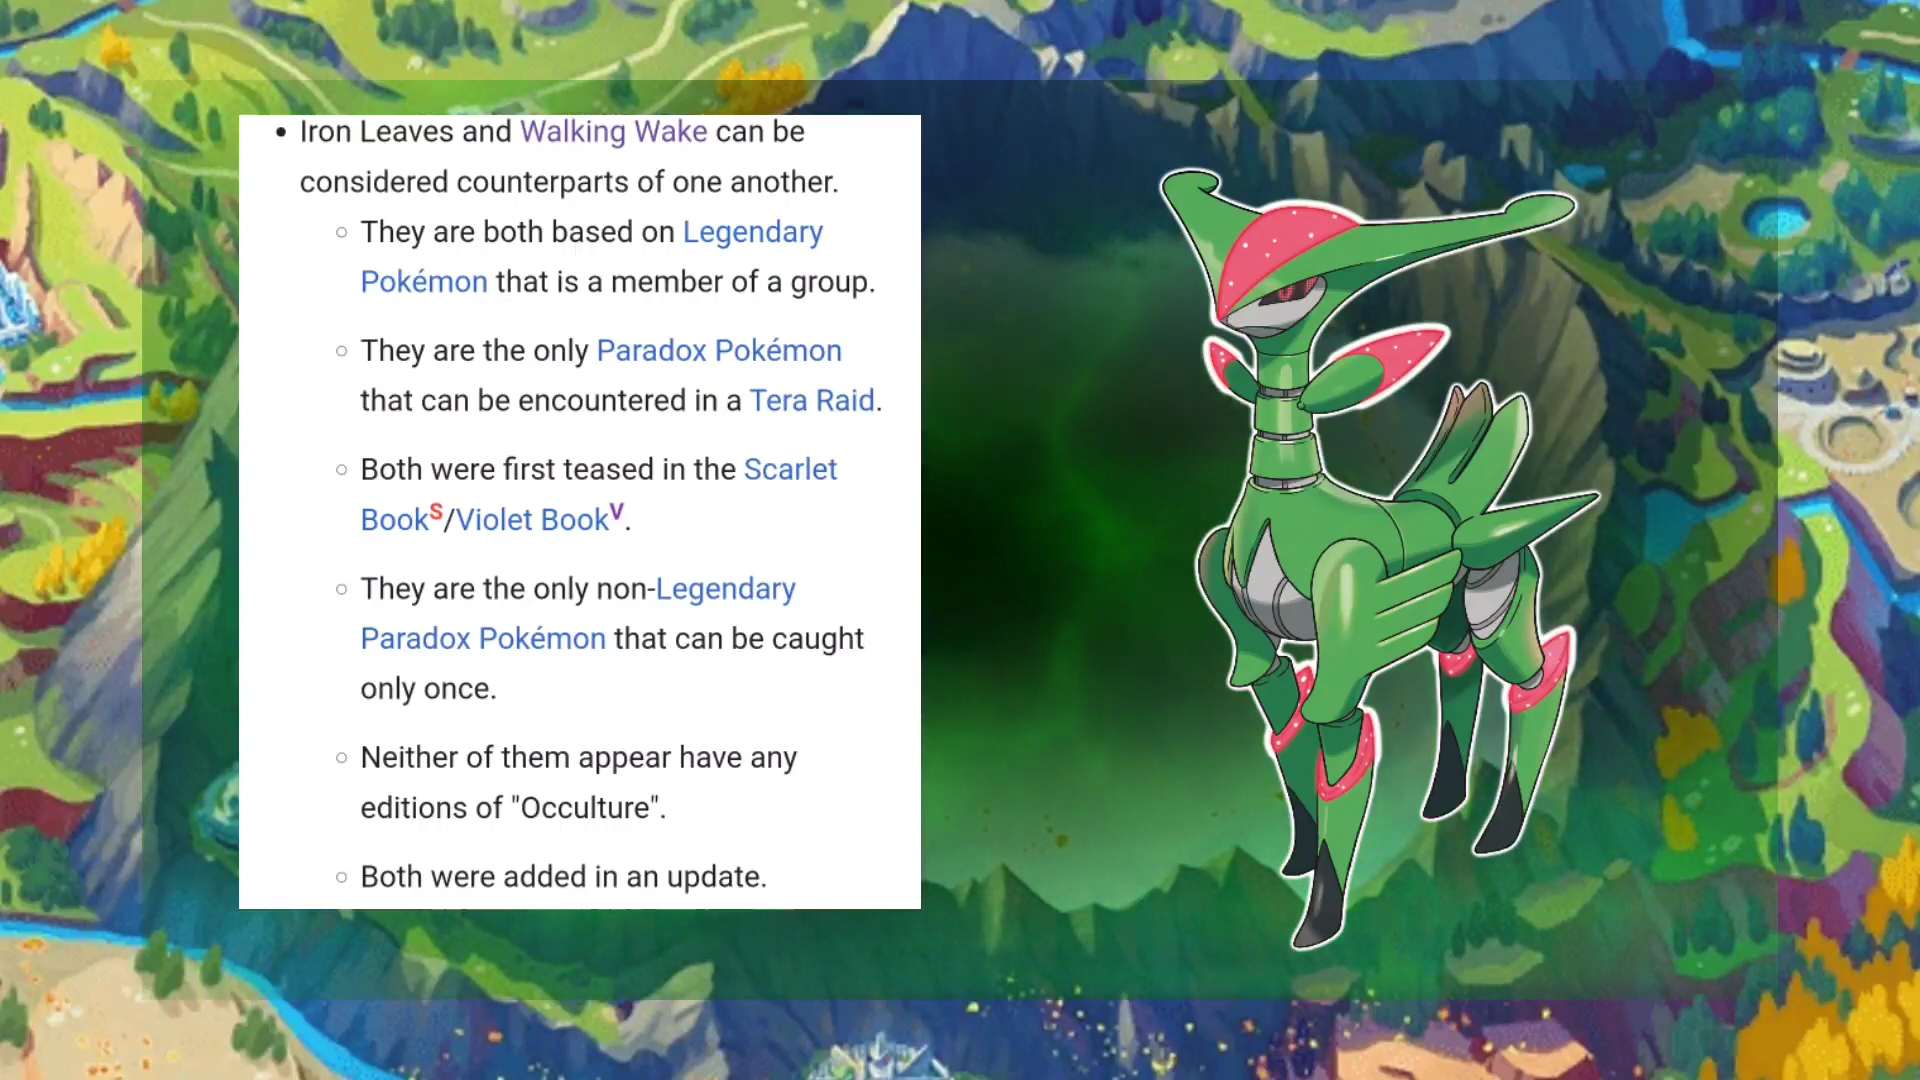 • Iron Leaves and Walking Wake can be
considered counterparts of one another.
○ They are both based on Legendary
Pokémon that is a member of a group.
○ They are the only Paradox Pokémon
that can be encountered in a Tera Raid.
○ Both were first teased in the Scarlet
Bookˢ/Violet Bookⱽ.
○ They are the only non-Legendary
Paradox Pokémon that can be caught
only once.
○ Neither of them appear have any
editions of "Occulture".
○ Both were added in an update.